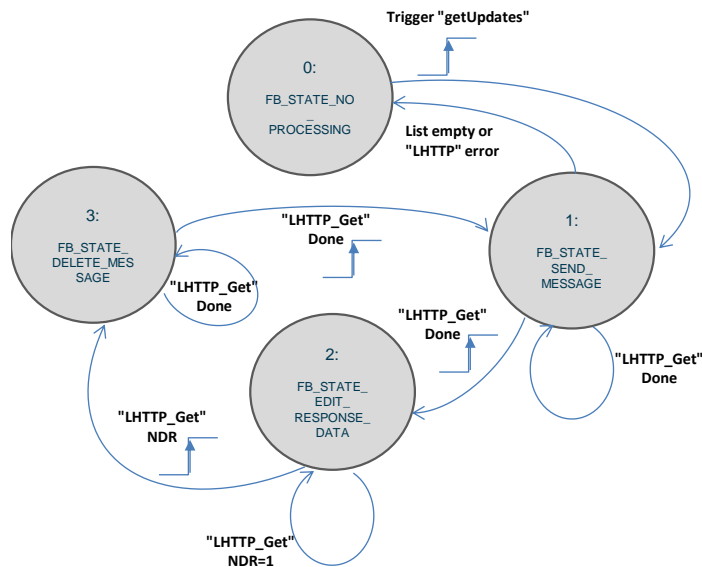 Trigger "getUpdates"
0:
FB_STATE_NO
_
PROCESSING
List empty or
"LHTTP" error
3:
FB_STATE_
DELETE_MES
SAGE
"LHTTP_Get"
Done
"LHTTP_Get"
Done
1:
FB_STATE_
SEND_
MESSAGE
"LHTTP_Get"
Done
2:
FB_STATE_
EDIT_
RESPONSE_
DATA
"LHTTP_Get"
Done
"LHTTP_Get"
NDR
"LHTTP_Get"
NDR=1